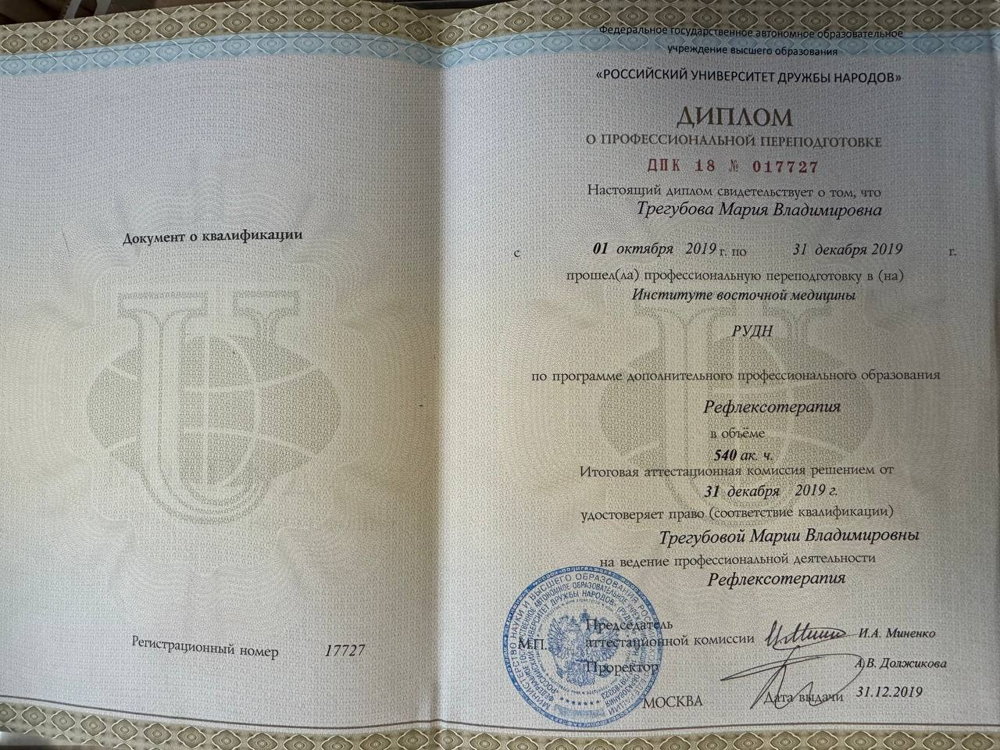 Документ о квалификации
Регистрационный номер 17727
Федеральное государственное автономное образовательное
учреждение высшего образования
«РОССИЙСКИЙ УНИВЕРСИТЕТ ДРУЖБЫ НАРОДОВ»
ДИПЛОМ
О ПРОФЕССИОНАЛЬНОЙ ПЕРЕПОДГОТОВКЕ
ДПК 18 № 017727
Настоящий диплом свидетельствует о том, что
Трегубова Мария Владимировна
с 01 октября 2019 г. по 31 декабря 2019 г.
прошел(ла) профессиональную переподготовку в (на)
Институте восточной медицины
РУДН
по программе дополнительного профессионального образования
Рефлексотерапия
в объёме
540 ак. ч.
Итоговая аттестационная комиссия решением от
31 декабря 2019 г.
удостоверяет право (соответствие квалификации)
Трегубовой Марии Владимировны
на ведение профессиональной деятельности
Рефлексотерапия
Председатель
М.П. аттестационной комиссии И.А. Миненко
Проректор А.В. Должикова
МОСКВА Дата выдачи 31.12.2019